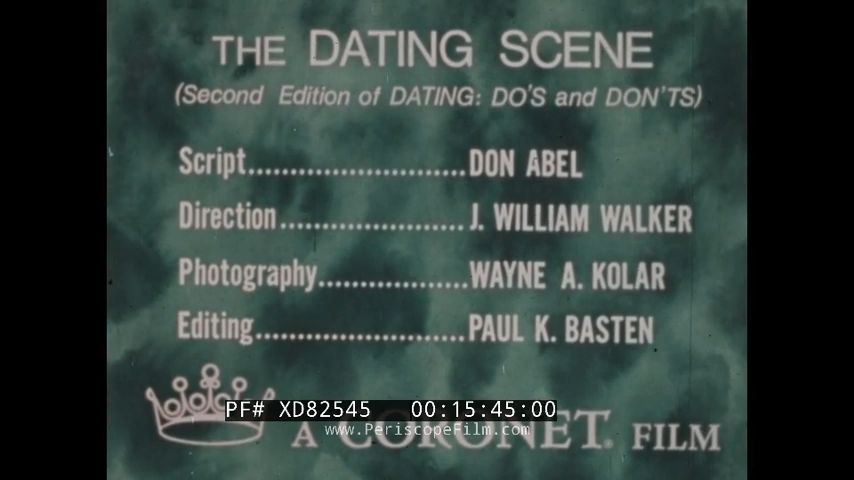 THE DATING SCENE
(Second Edition of DATING: DO'S and DON'TS)
Script..........................DON ABEL
Direction......................J. WILLIAM WALKER
Photography..................WAYNE A. KOLAR
Editing.........................PAUL K. BASTEN
PF# XD82545 00:15:45:00
A CORONET® FILM
www.PeriscopeFilm.com